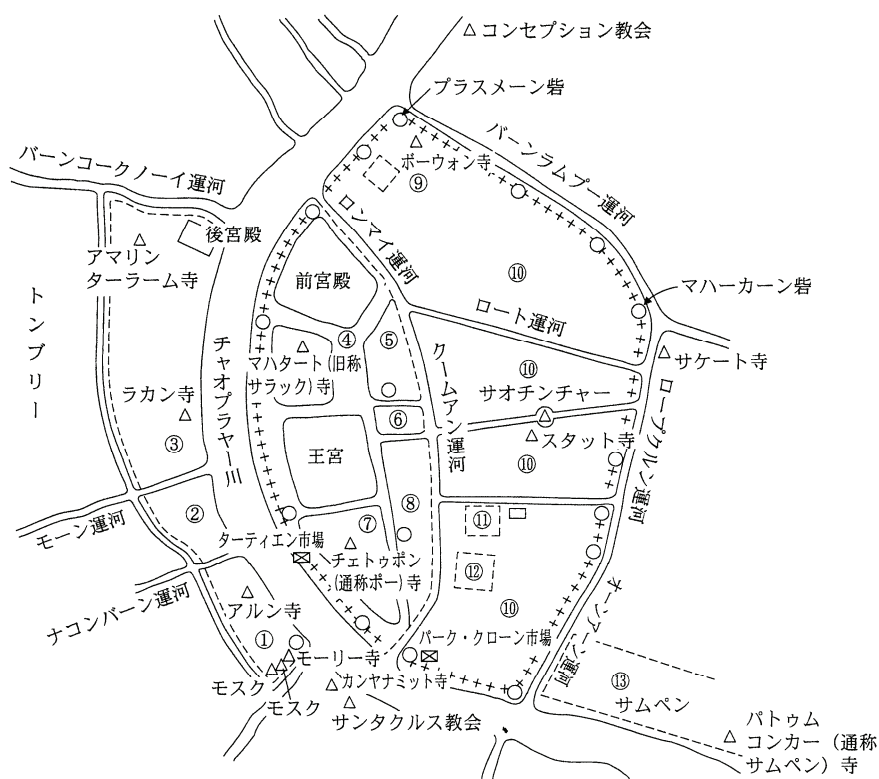 コンセプション教会
プラスメーン砦
バーンラムプー運河
ボーウォン寺
⑨
バーンコークノーイ運河
後宮殿
アマリン
ターラーム寺
ロンマイ運河
前宮殿
⑩
マハーカーン砦
ロート運河
トンブリー
チャオプラヤー川
④
⑤
マハタート(旧称
サラック)寺
クームアン運河
⑩
サオチンチャー
サケート寺
ラカン寺
③
⑥
スタット寺
⑩
ロープクルン運河
王宮
⑧
モーン運河
②
⑦
⑪
ターティエン市場
チェトゥポン
(通称ポー)寺
⑫
ナコンバーン運河
アルン寺
⑩
オーンアーン運河
①
モーリー寺
パーク・クローン市場
モスク
モスク
カンヤナミット寺
サンタクルス教会
⑬
サムペン
パトゥム
コンカー(通称
サムペン)寺